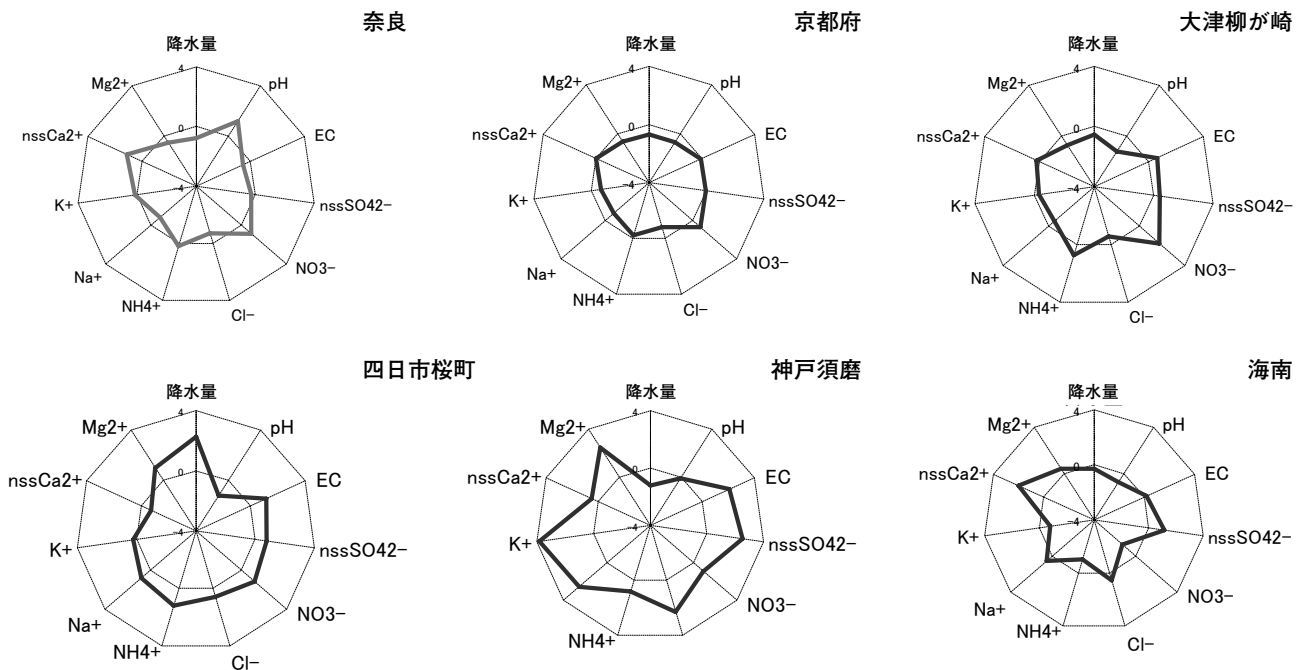 奈良
降水量
4
pH
EC
nssSO42−
NO3−
Cl−
NH4+
Na+
K+
nssCa2+
Mg2+
0
−4
京都府
降水量
4
pH
EC
nssSO42−
NO3−
Cl−
NH4+
Na+
K+
nssCa2+
Mg2+
0
−4
大津柳が崎
降水量
4
pH
EC
nssSO42−
NO3−
Cl−
NH4+
Na+
K+
nssCa2+
Mg2+
0
−4
四日市桜町
降水量
4
pH
EC
nssSO42−
NO3−
Cl−
NH4+
Na+
K+
nssCa2+
Mg2+
0
−4
神戸須磨
降水量
4
pH
EC
nssSO42−
NO3−
NH4+
K+
nssCa2+
Mg2+
0
−4
海南
降水量
4
pH
EC
nssSO42−
NO3−
Cl−
NH4+
Na+
K+
nssCa2+
Mg2+
0
−4